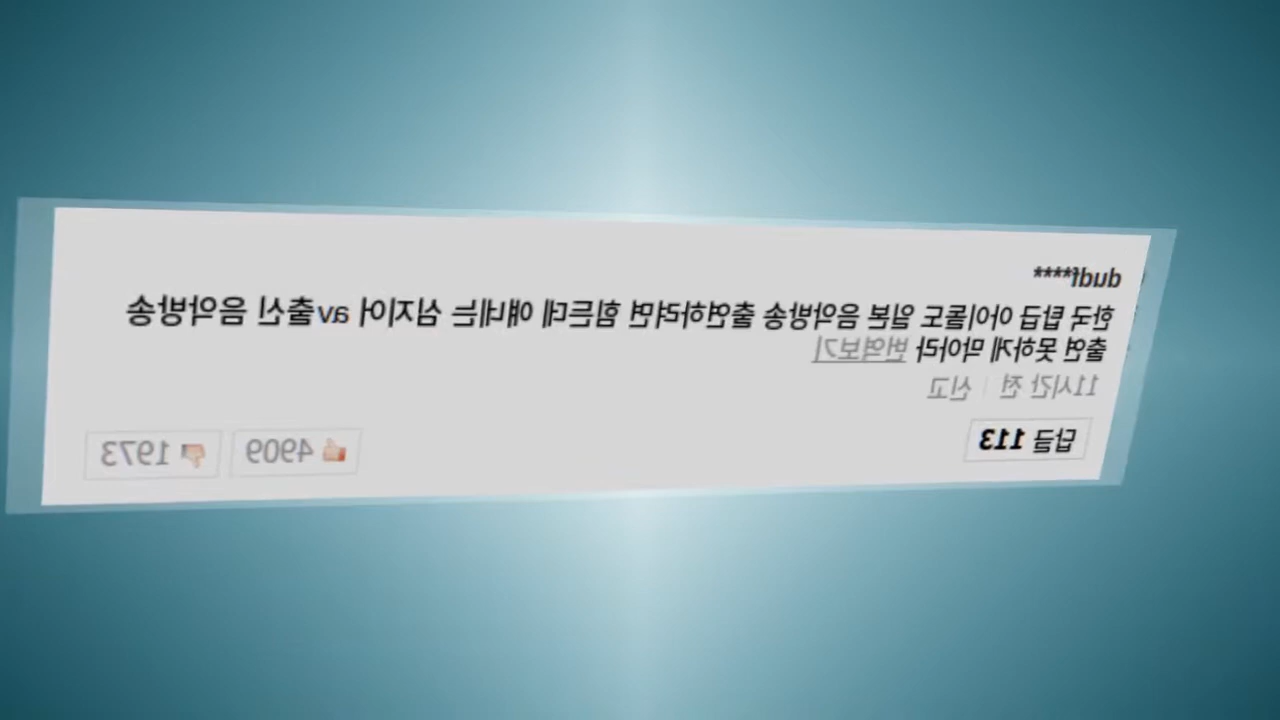 dudf****
한국 탑급 아이돌도 일본 음악방송 출연하려면 힘든데 얘네는 심지어 av출신 음악방송
출연 못하게 막아라 번역보기
11시간 전 | 신고
답글 113
4909 1973